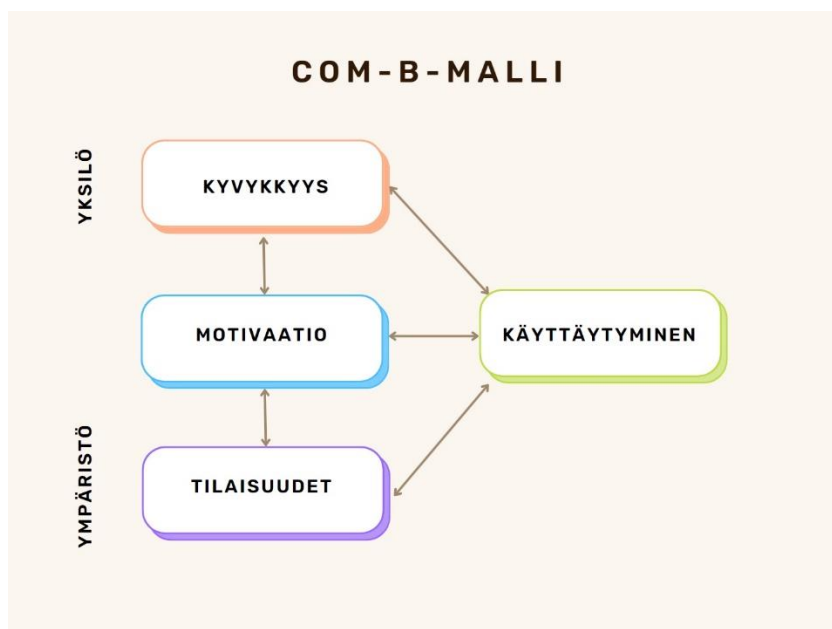 COM-B-MALLI
YKSILÖ
KYVYKKYYS
MOTIVAATIO
KÄYTTÄYTYMINEN
YMPÄRISTÖ
TILAISUUDET